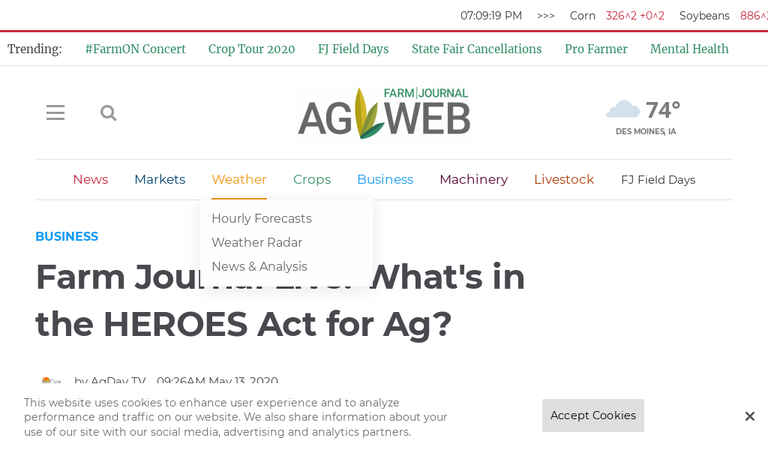 07:09:19 PM >>> Corn 326^2 +0^2 Soybeans 886^
Trending: #FarmON Concert Crop Tour 2020 FJ Field Days State Fair Cancellations Pro Farmer Mental Health
FARM JOURNAL
AGWEB
74°
DES MOINES, IA
News Markets Weather Crops Business Machinery Livestock FJ Field Days
Hourly Forecasts
Weather Radar
News & Analysis
BUSINESS
Farm Journal What's in
the HEROES Act for Ag?
by AgDay TV 09:26AM May 13, 2020
This website uses cookies to enhance user experience and to analyze
performance and traffic on our website. We also share information about your
use of our site with our social media, advertising and analytics partners.
Accept Cookies